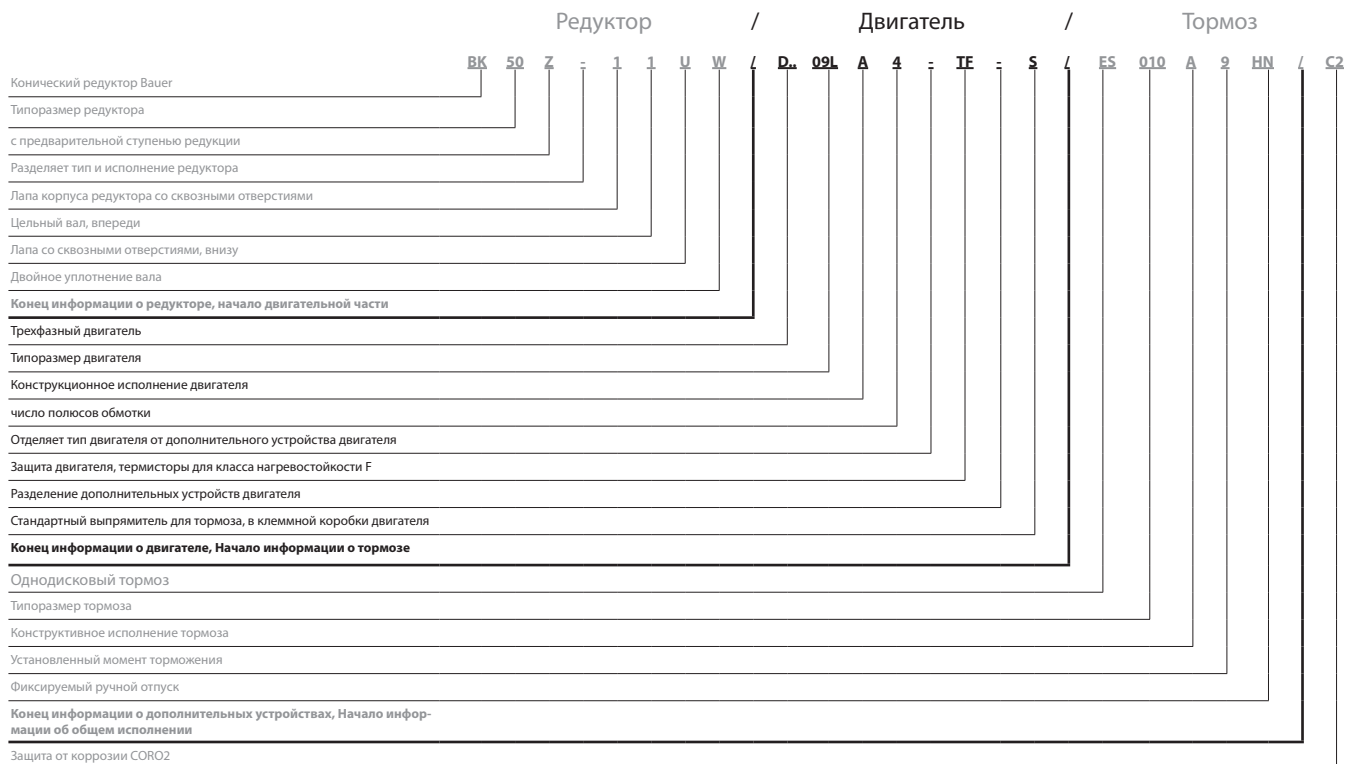 Редуктор / Двигатель / Тормоз
BK 50 Z - 1 1 U W / D.. 09L A 4 - TF - S / ES 010 A 9 HN / C2
Конический редуктор Bauer
Типоразмер редуктора
с предварительной ступенью редукции
Разделяет тип и исполнение редуктора
Лапа корпуса редуктора со сквозными отверстиями
Цельный вал, впереди
Лапа со сквозными отверстиями, внизу
Двойное уплотнение вала
Конец информации о редукторе, начало двигательной части
Трехфазный двигатель
Типоразмер двигателя
Конструкционное исполнение двигателя
число полюсов обмотки
Отделяет тип двигателя от дополнительного устройства двигателя
Защита двигателя, термисторы для класса нагревостойкости F
Разделение дополнительных устройств двигателя
Стандартный выпрямитель для тормоза, в клеммной коробки двигателя
Конец информации о двигателе, Начало информации о тормозе
Однодисковый тормоз
Типоразмер тормоза
Конструктивное исполнение тормоза
Установленный момент торможения
Фиксируемый ручной отпуск
Конец информации о дополнительных устройствах, Начало инфор-
мации об общем исполнении
Защита от коррозии CORO2